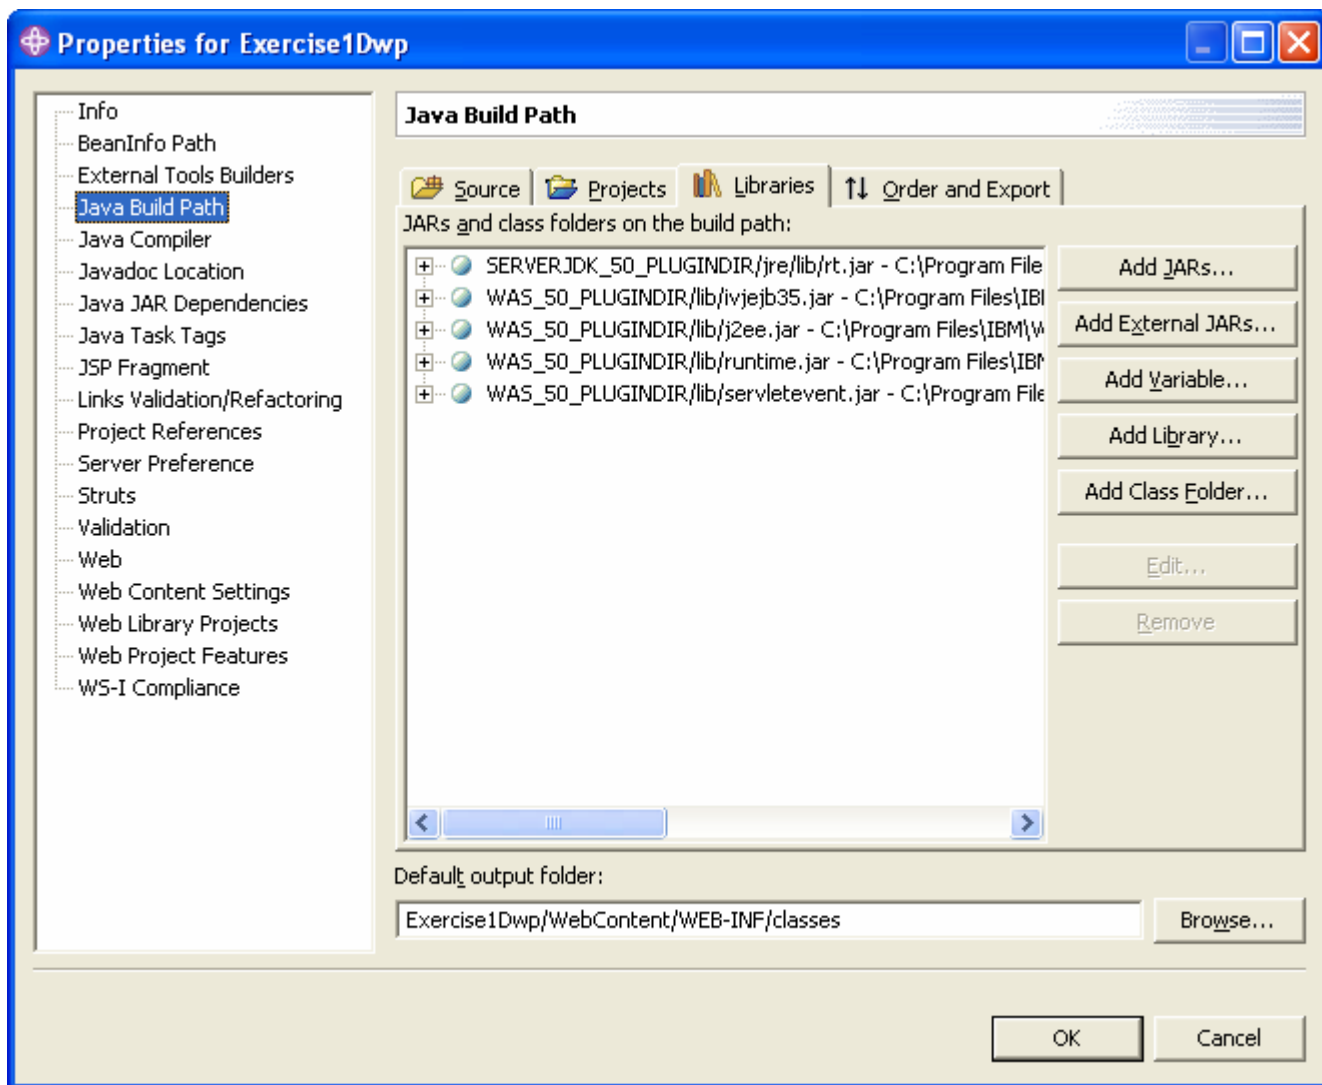 Properties for Exercise1Dwp
Info
BeanInfo Path
External Tools Builders
Java Build Path
Java Compiler
Javadoc Location
Java JAR Dependencies
Java Task Tags
JSP Fragment
Links Validation/Refactoring
Project References
Server Preference
Struts
Validation
Web
Web Content Settings
Web Library Projects
Web Project Features
WS-I Compliance
Java Build Path
Source Projects Libraries Order and Export
JARs and class folders on the build path:
SERVERJDK_50_PLUGINDIR/jre/lib/rt.jar - C:\Program File
WAS_50_PLUGINDIR/lib/ivjejb35.jar - C:\Program Files\IBM
WAS_50_PLUGINDIR/lib/j2ee.jar - C:\Program Files\IBM\W
WAS_50_PLUGINDIR/lib/runtime.jar - C:\Program Files\IBM
WAS_50_PLUGINDIR/lib/servletevent.jar - C:\Program File
Add JARs...
Add External JARs...
Add Variable...
Add Library...
Add Class Folder...
Edit...
Remove
Default output folder:
Exercise1Dwp/WebContent/WEB-INF/classes
Browse...
OK
Cancel